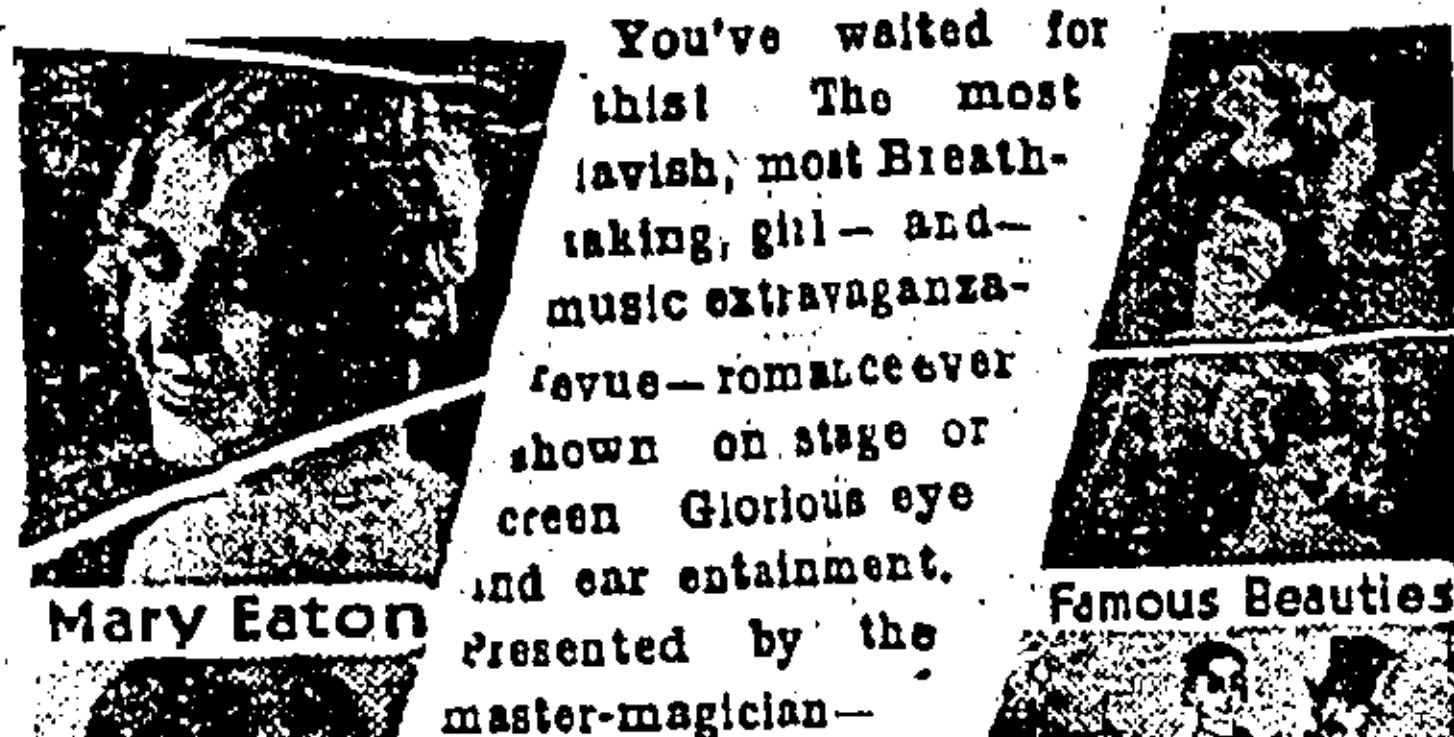 You've waited for
this! The most
lavish, most Breath-
taking, girl — and—
music extravaganza-
revue—romance ever
shown on stage or
creen Glorious eye
and ear entainment.
Presented by the
master-magician—
Mary Eaton
Famous Beauties